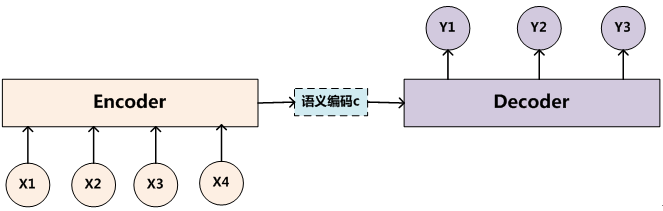 Y1 Y2 Y3
Encoder 语义编码c Decoder
X1 X2 X3 X4